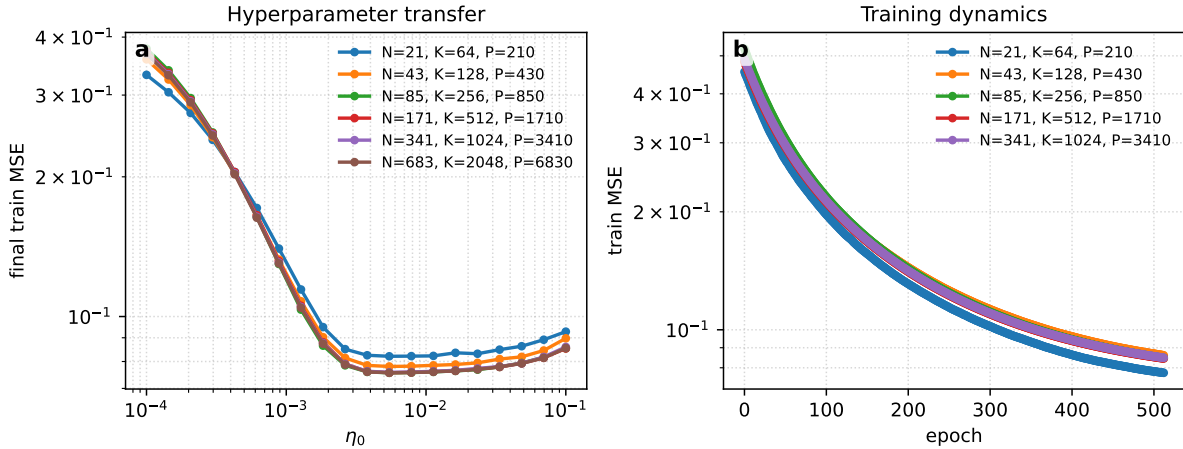 Hyperparameter transfer
a
N=21, K=64, P=210
N=43, K=128, P=430
N=85, K=256, P=850
N=171, K=512, P=1710
N=341, K=1024, P=3410
N=683, K=2048, P=6830
final train MSE
4 × 10⁻¹
3 × 10⁻¹
2 × 10⁻¹
10⁻¹
10⁻⁴
10⁻³
10⁻²
10⁻¹
η₀
Training dynamics
b
N=21, K=64, P=210
N=43, K=128, P=430
N=85, K=256, P=850
N=171, K=512, P=1710
N=341, K=1024, P=3410
train MSE
4 × 10⁻¹
3 × 10⁻¹
2 × 10⁻¹
10⁻¹
0
100
200
300
400
500
epoch